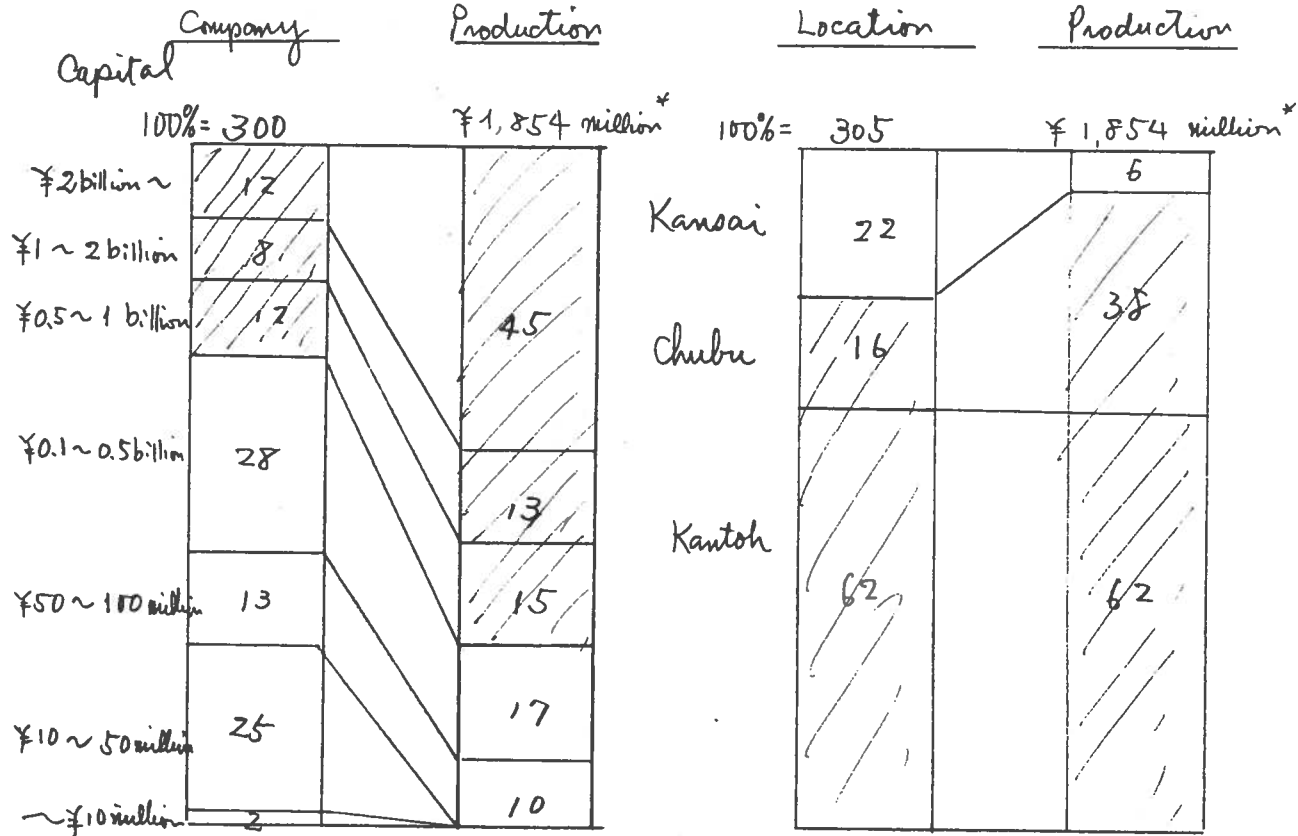 Company Production
Capital
100%= 300 ¥1,854 million*
¥2 billion ~ 12 45
¥1 ~ 2 billion 8
¥0.5 ~ 1 billion 12 13
¥0.1 ~ 0.5 billion 28 15
¥50 ~ 100 million 13 17
¥10 ~ 50 million 25 10
~ ¥10 million 2
Location Production
100%= 305 ¥ 1,854 million*
6
Kansai 22
38
Chubu 16
Kantoh 62 62